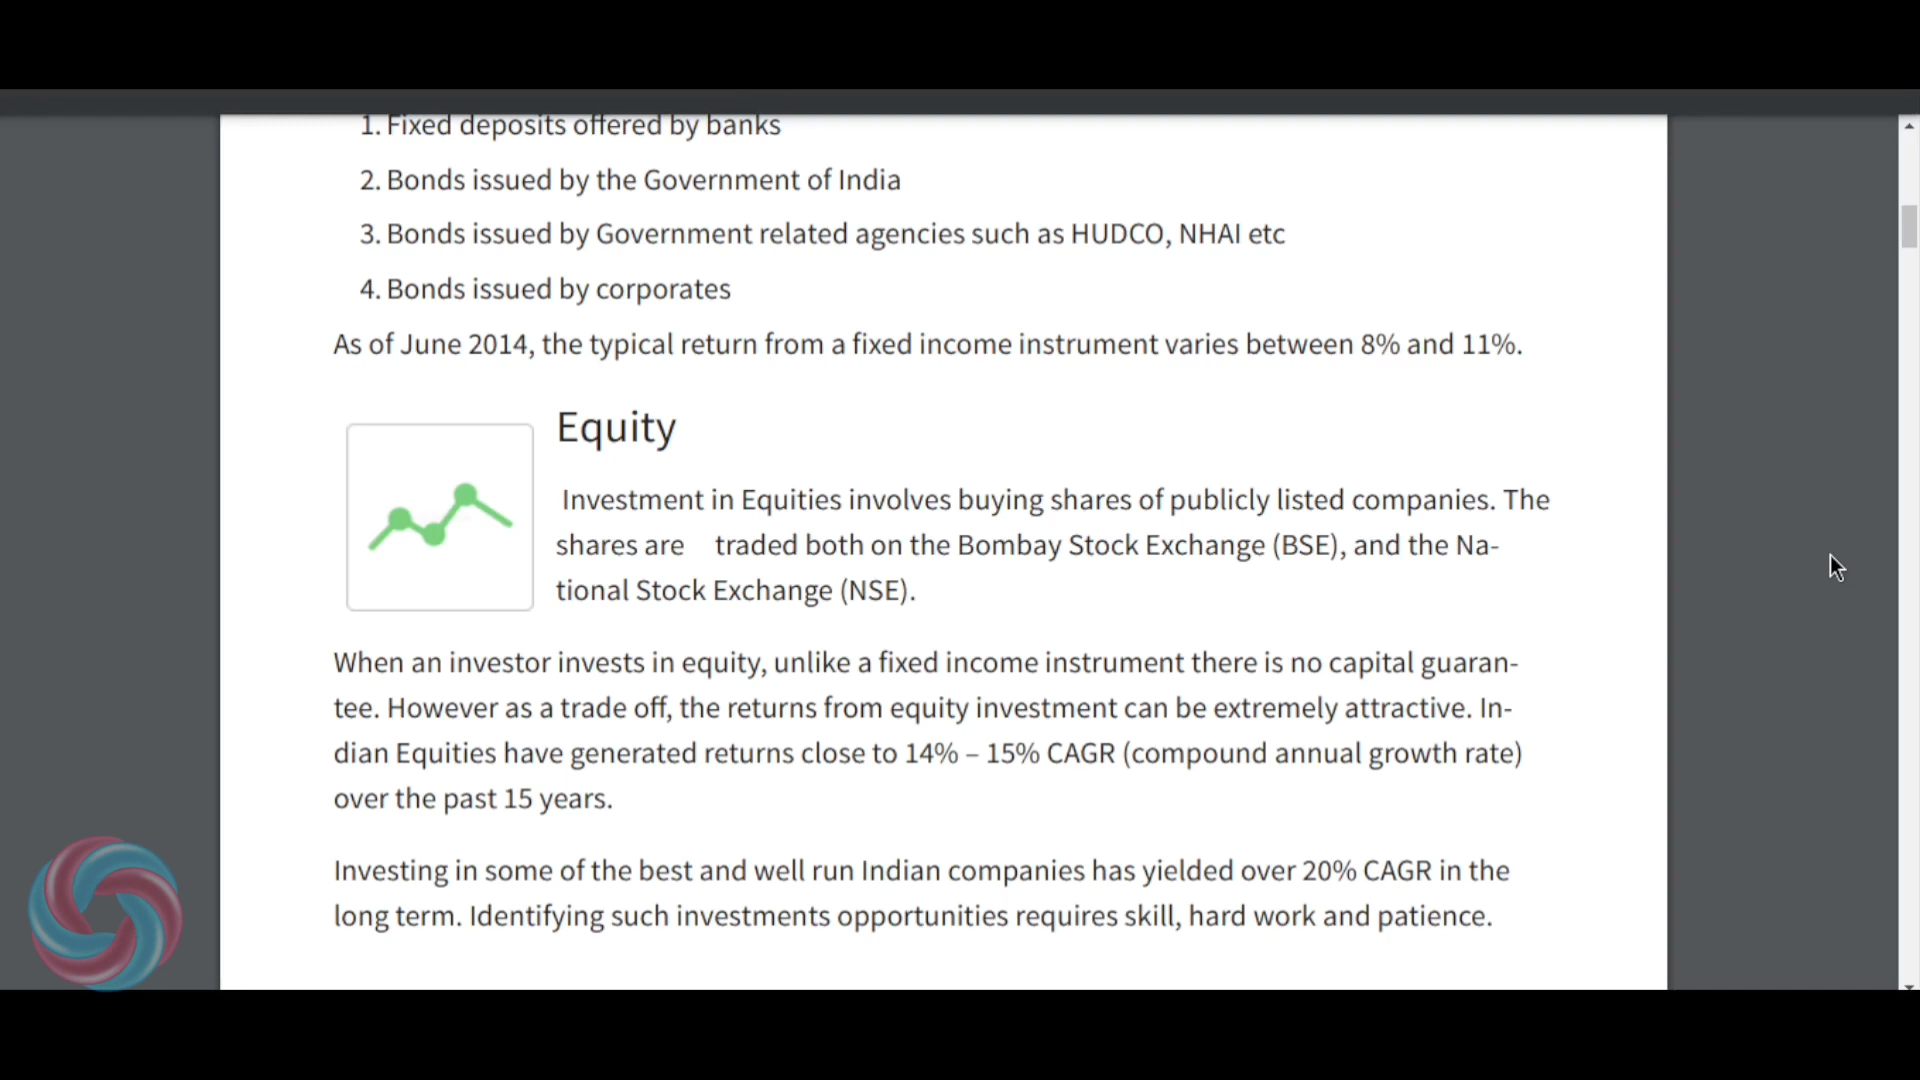 1. Fixed deposits offered by banks
2. Bonds issued by the Government of India
3. Bonds issued by Government related agencies such as HUDCO, NHAI etc
4. Bonds issued by corporates
As of June 2014, the typical return from a fixed income instrument varies between 8% and 11%.
Equity
Investment in Equities involves buying shares of publicly listed companies. The
shares are traded both on the Bombay Stock Exchange (BSE), and the Na-
tional Stock Exchange (NSE).
When an investor invests in equity, unlike a fixed income instrument there is no capital guaran-
tee. However as a trade off, the returns from equity investment can be extremely attractive. In-
dian Equities have generated returns close to 14% – 15% CAGR (compound annual growth rate)
over the past 15 years.
Investing in some of the best and well run Indian companies has yielded over 20% CAGR in the
long term. Identifying such investments opportunities requires skill, hard work and patience.